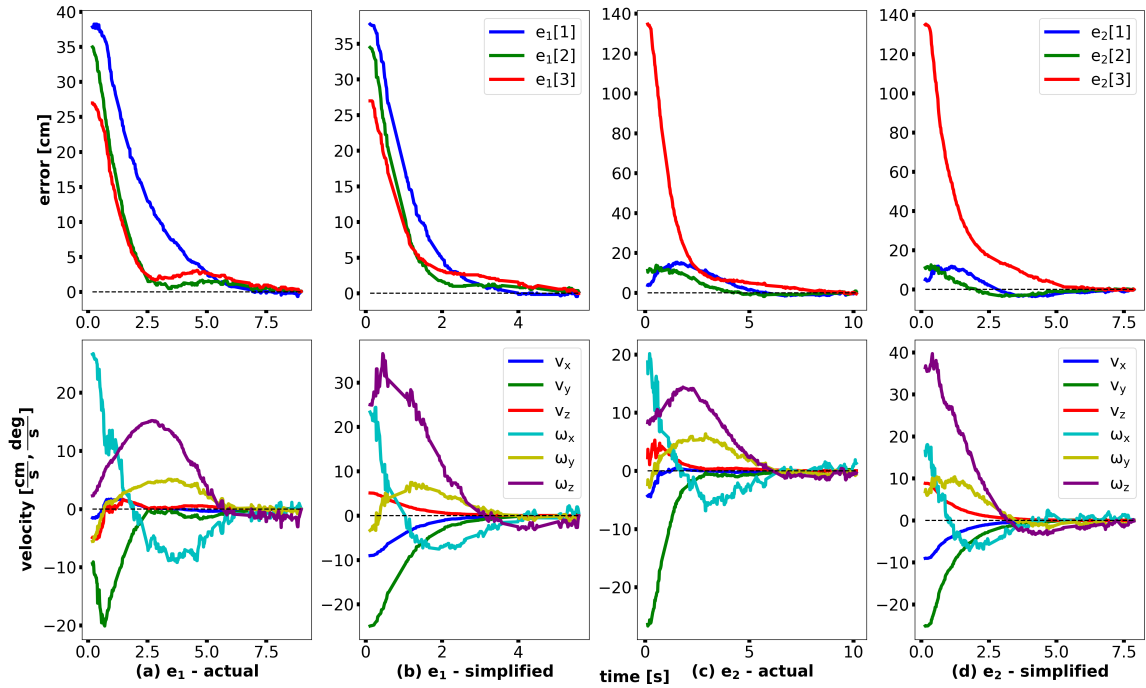 error [cm]
40
35
30
25
20
15
10
5
0
0.0 2.5 5.0 7.5
35
30
25
20
15
10
5
0
0 2 4
e₁[1]
e₁[2]
e₁[3]
140
120
100
80
60
40
20
0
0 5 10
e₂[1]
e₂[2]
e₂[3]
140
120
100
80
60
40
20
0
0.0 2.5 5.0 7.5
e₂[1]
e₂[2]
e₂[3]
velocity [cm/s, deg/s]
20
10
0
−10
−20
0.0 2.5 5.0 7.5
30
20
10
0
−10
−20
0 2 4
vₓ
v_y
v_z
ωₓ
ω_y
ω_z
20
10
0
−10
−20
0 5 10
40
30
20
10
0
−10
−20
0.0 2.5 5.0 7.5
vₓ
v_y
v_z
ωₓ
ω_y
ω_z
(a) e₁ - actual
(b) e₁ - simplified
time [s]
(c) e₂ - actual
(d) e₂ - simplified